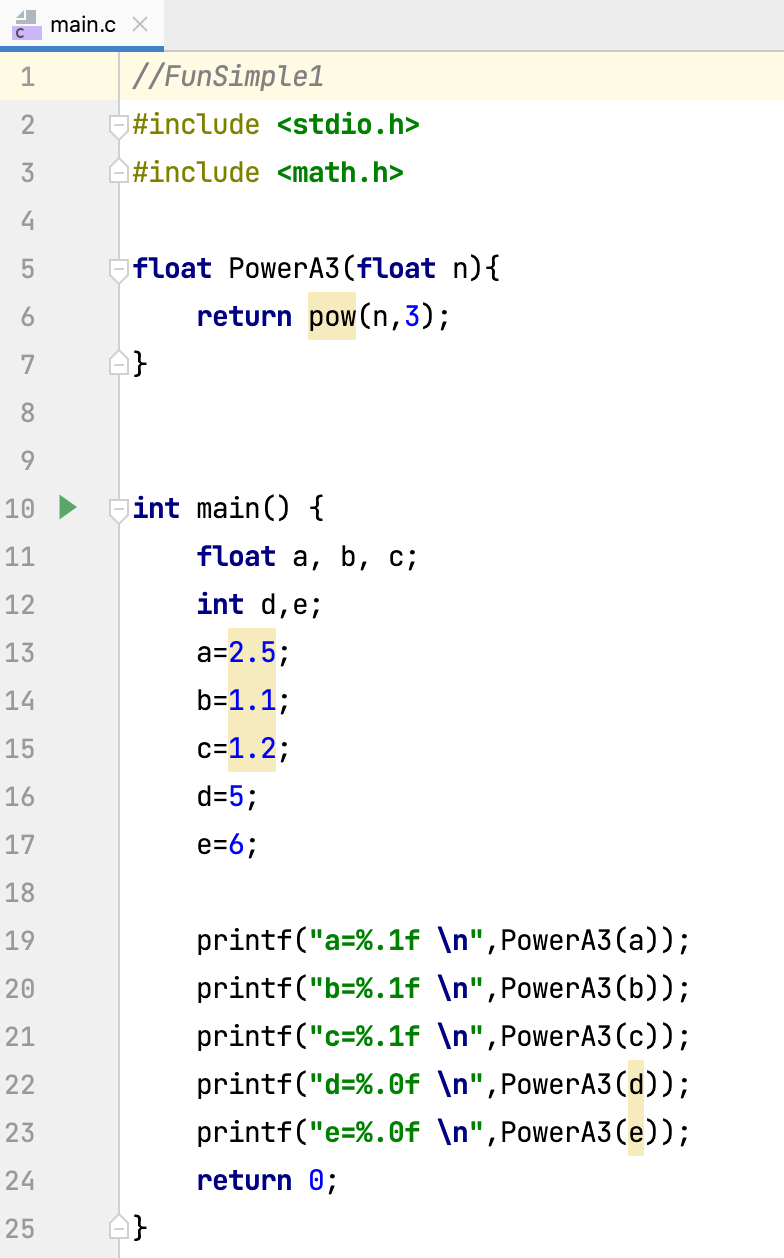 main.c
1 //FunSimple1
2 #include <stdio.h>
3 #include <math.h>
4
5 float PowerA3(float n){
6     return pow(n,3);
7 }
8
9
10 int main() {
11     float a, b, c;
12     int d,e;
13     a=2.5;
14     b=1.1;
15     c=1.2;
16     d=5;
17     e=6;
18
19     printf("a=%.1f \n",PowerA3(a));
20     printf("b=%.1f \n",PowerA3(b));
21     printf("c=%.1f \n",PowerA3(c));
22     printf("d=%.0f \n",PowerA3(d));
23     printf("e=%.0f \n",PowerA3(e));
24     return 0;
25 }